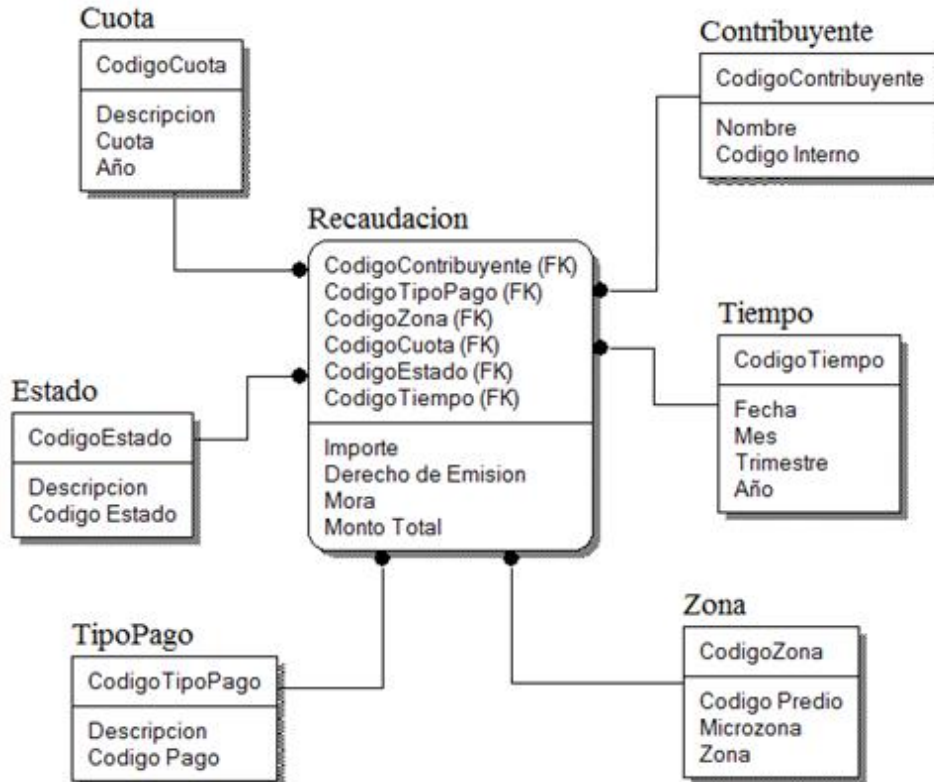 Cuota
CodigoCuota
Descripcion
Cuota
Año
Contribuyente
CodigoContribuyente
Nombre
Codigo Interno
Recaudacion
CodigoContribuyente (FK)
CodigoTipoPago (FK)
CodigoZona (FK)
CodigoCuota (FK)
CodigoEstado (FK)
CodigoTiempo (FK)
Importe
Derecho de Emision
Mora
Monto Total
Tiempo
CodigoTiempo
Fecha
Mes
Trimestre
Año
Estado
CodigoEstado
Descripcion
Codigo Estado
TipoPago
CodigoTipoPago
Descripcion
Codigo Pago
Zona
CodigoZona
Codigo Predio
Microzona
Zona